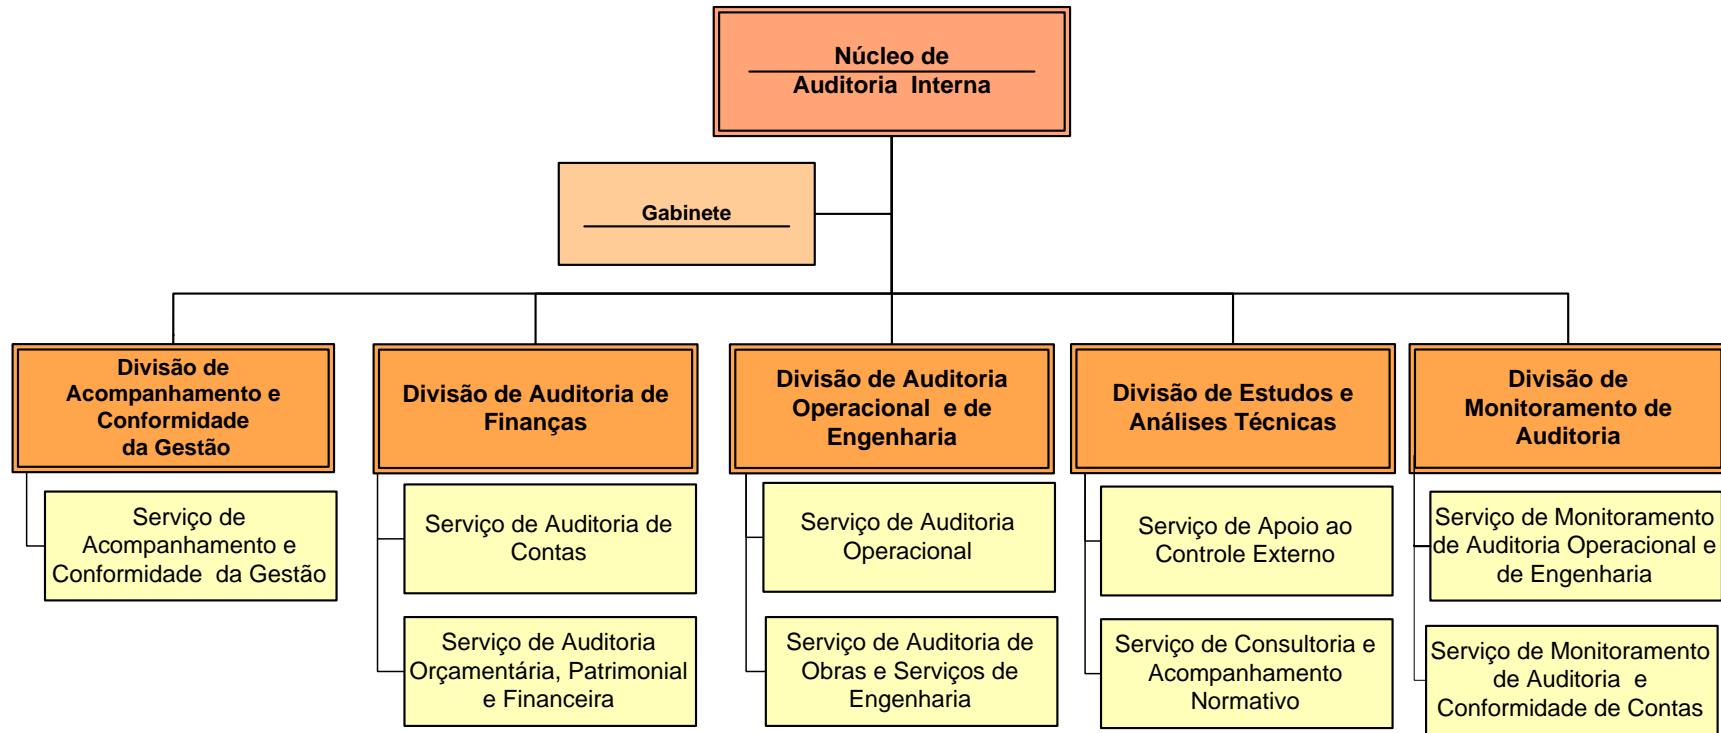 Núcleo de
Auditoria Interna
Gabinete
Divisão de
Acompanhamento e
Conformidade
da Gestão
Divisão de Auditoria de
Finanças
Divisão de Auditoria
Operacional e de
Engenharia
Divisão de Estudos e
Análises Técnicas
Divisão de
Monitoramento de
Auditoria
Serviço de
Acompanhamento e
Conformidade da Gestão
Serviço de Auditoria de
Contas
Serviço de Auditoria
Operacional
Serviço de Apoio ao
Controle Externo
Serviço de Monitoramento
de Auditoria Operacional e
de Engenharia
Serviço de Auditoria
Orçamentária, Patrimonial
e Financeira
Serviço de Auditoria de
Obras e Serviços de
Engenharia
Serviço de Consultoria e
Acompanhamento
Normativo
Serviço de Monitoramento
de Auditoria e
Conformidade de Contas